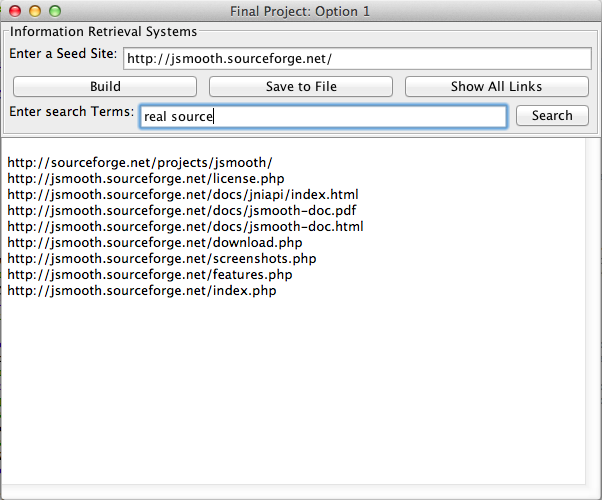 Final Project: Option 1
Information Retrieval Systems
Enter a Seed Site: http://jsmooth.sourceforge.net/
Build Save to File Show All Links
Enter search Terms: real source Search
http://sourceforge.net/projects/jsmooth/
http://jsmooth.sourceforge.net/license.php
http://jsmooth.sourceforge.net/docs/jniapi/index.html
http://jsmooth.sourceforge.net/docs/jsmooth-doc.pdf
http://jsmooth.sourceforge.net/docs/jsmooth-doc.html
http://jsmooth.sourceforge.net/download.php
http://jsmooth.sourceforge.net/screenshots.php
http://jsmooth.sourceforge.net/features.php
http://jsmooth.sourceforge.net/index.php